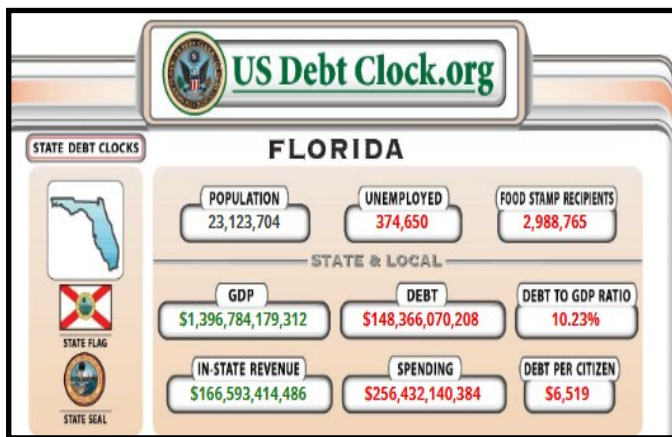 US Debt Clock.org
STATE DEBT CLOCKS
FLORIDA
POPULATION
23,123,704
UNEMPLOYED
374,650
FOOD STAMP RECIPIENTS
2,988,765
STATE & LOCAL
GDP
$1,396,784,179,312
DEBT
$148,366,070,208
DEBT TO GDP RATIO
10.23%
STATE FLAG
IN-STATE REVENUE
$166,593,414,486
SPENDING
$256,432,140,384
DEBT PER CITIZEN
$6,519
STATE SEAL